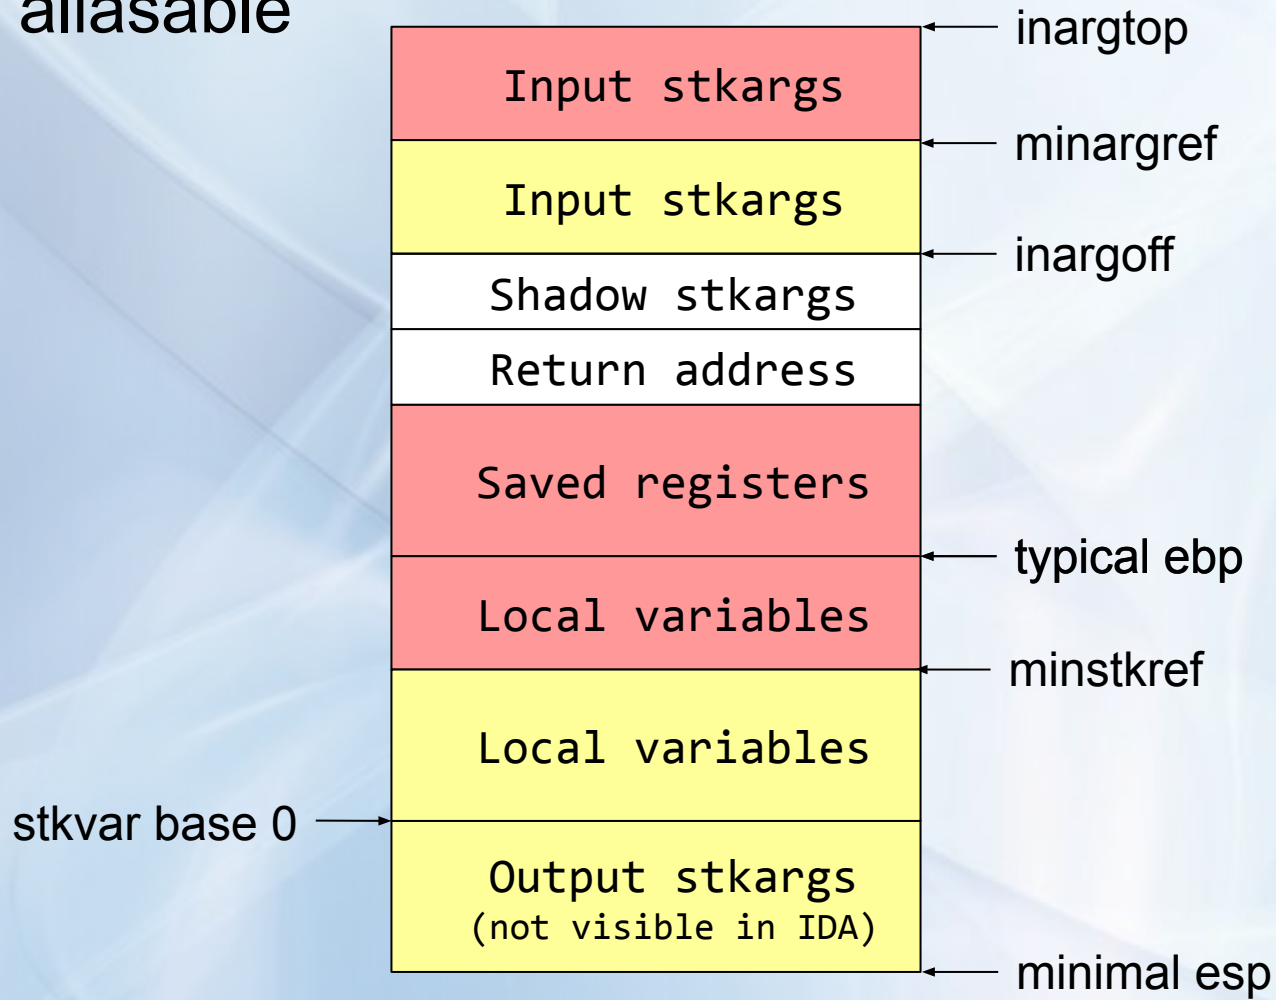 aliasable
inargtop
Input stkargs
minargref
Input stkargs
inargoff
Shadow stkargs
Return address
Saved registers
typical ebp
Local variables
minstkref
Local variables
stkvar base 0
Output stkargs
(not visible in IDA)
minimal esp